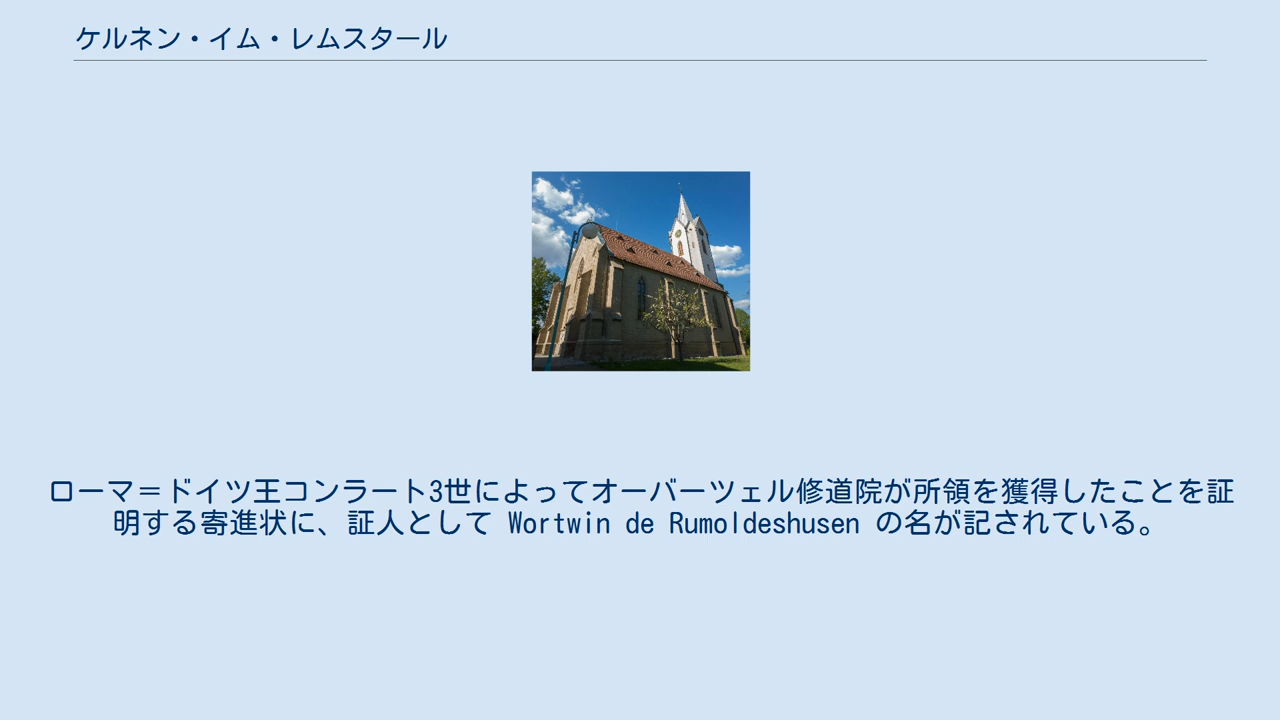 ケルネン・イム・レムスタール
ローマ＝ドイツ王コンラート3世によってオーバーツェル修道院が所領を獲得したことを証
明する寄進状に、証人として Wortwin de Rumoldeshusen の名が記されている。